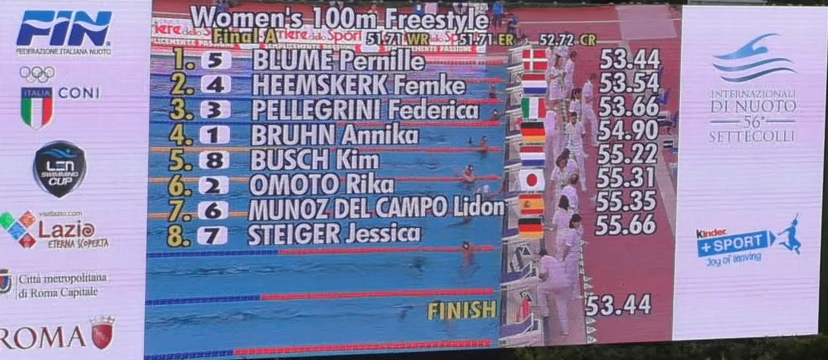 FIN
FEDERAZIONE ITALIANA NUOTO
ITALIA
CONI
LEN
SWIMMING
CUP
visitlazio.com
Lazio
ETERNA SCOPERTA
Città metropolitana
di Roma Capitale
ROMA
Women's 100m Freestyle
Final A 51.71 WR 51.71 ER 52.72 CR
1. 5 BLUME Pernille 53.44
2. 4 HEEMSKERK Femke 53.54
3. 3 PELLEGRINI Federica 53.66
4. 1 BRUHN Annika 54.90
5. 8 BUSCH Kim 55.22
6. 2 OMOTO Rika 55.31
7. 6 MUNOZ DEL CAMPO Lidon 55.35
8. 7 STEIGER Jessica 55.66
FINISH 53.44
INTERNAZIONALI
DI NUOTO
56°
SETTECOLLI
Kinder
+SPORT
Joy of moving